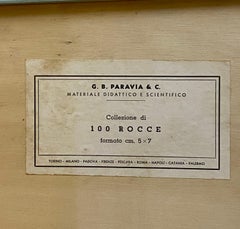 G. B. PARAVIA & C.
MATERIALE DIDATTICO E SCIENTIFICO
Collezione di
100 ROCCE
formato cm. 5 × 7
TORINO - MILANO - PADOVA - FIRENZE - PESCARA - ROMA - NAPOLI - CATANIA - PALERMO